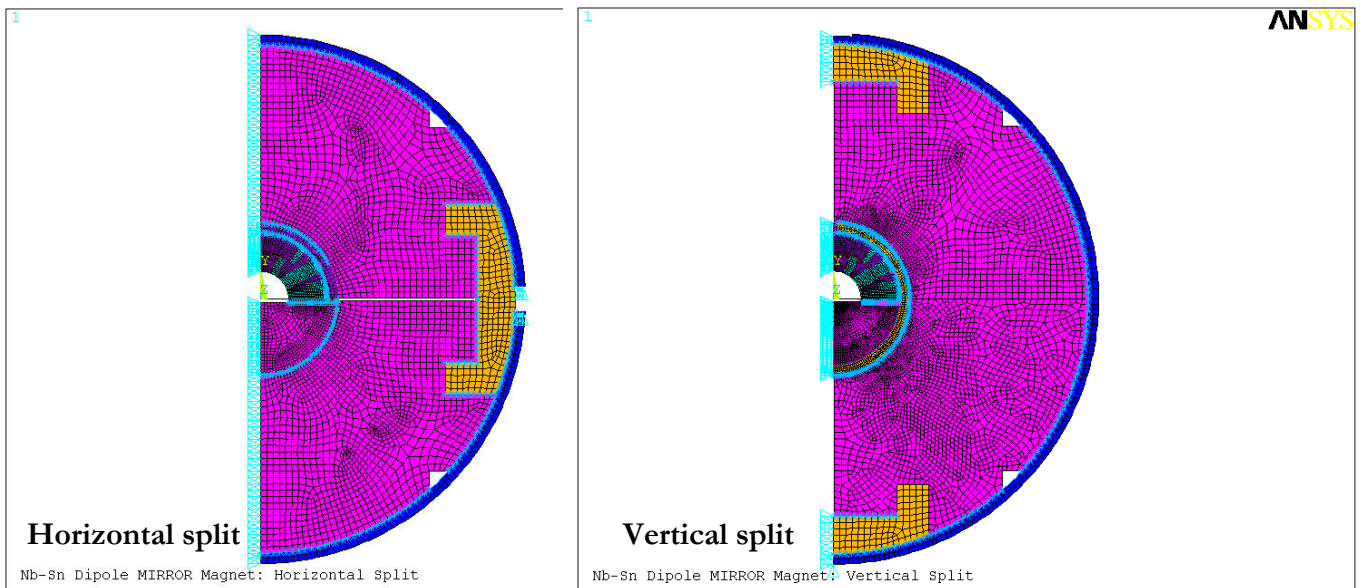 1
Horizontal split
Nb-Sn Dipole MIRROR Magnet: Horizontal Split
1
ANSYS
Vertical split
Nb-Sn Dipole MIRROR Magnet: Vertical Split